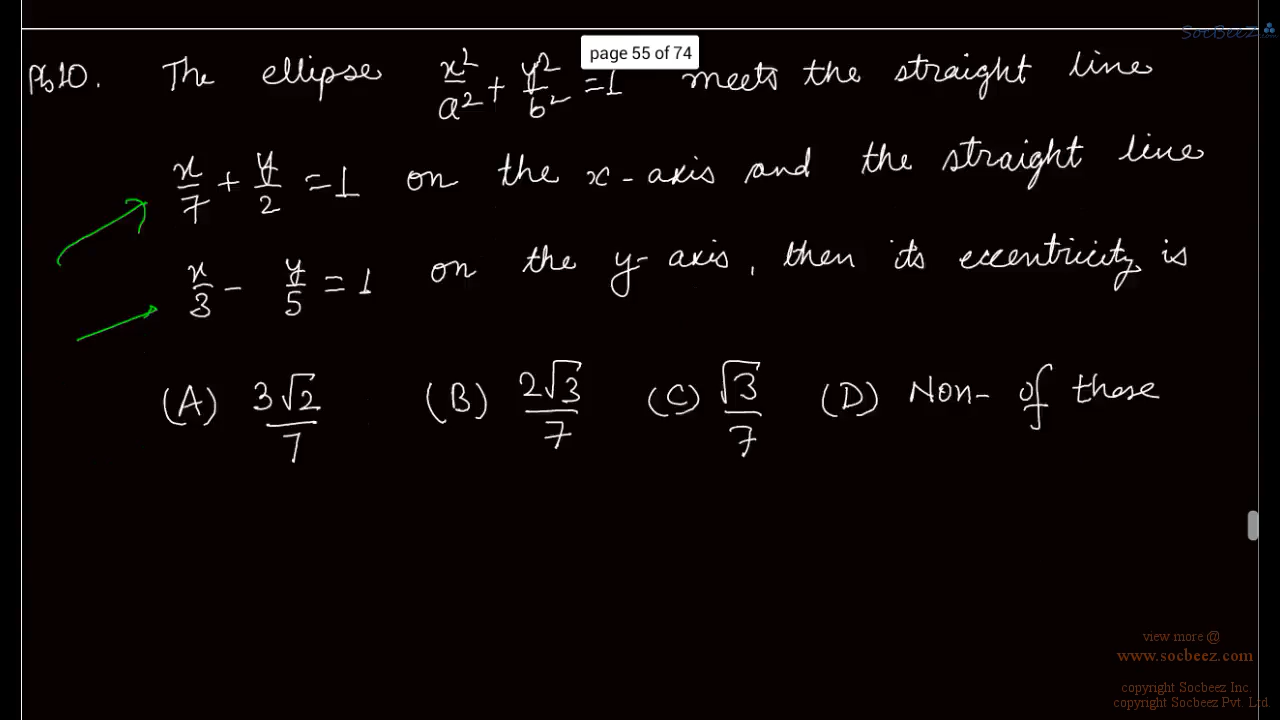 SocBeeZ
page 55 of 74
Pb10. The ellipse x²/a² + y²/b² = 1 meets the straight line
x/7 + y/2 = 1 on the x-axis and the straight line
x/3 - y/5 = 1 on the y-axis, then its eccentricity is
(A) 3√2/7 (B) 2√3/7 (C) √3/7 (D) Non- of those
view more @
www.socbeez.com
copyright Socbeez Inc.
copyright Socbeez Pvt. Ltd